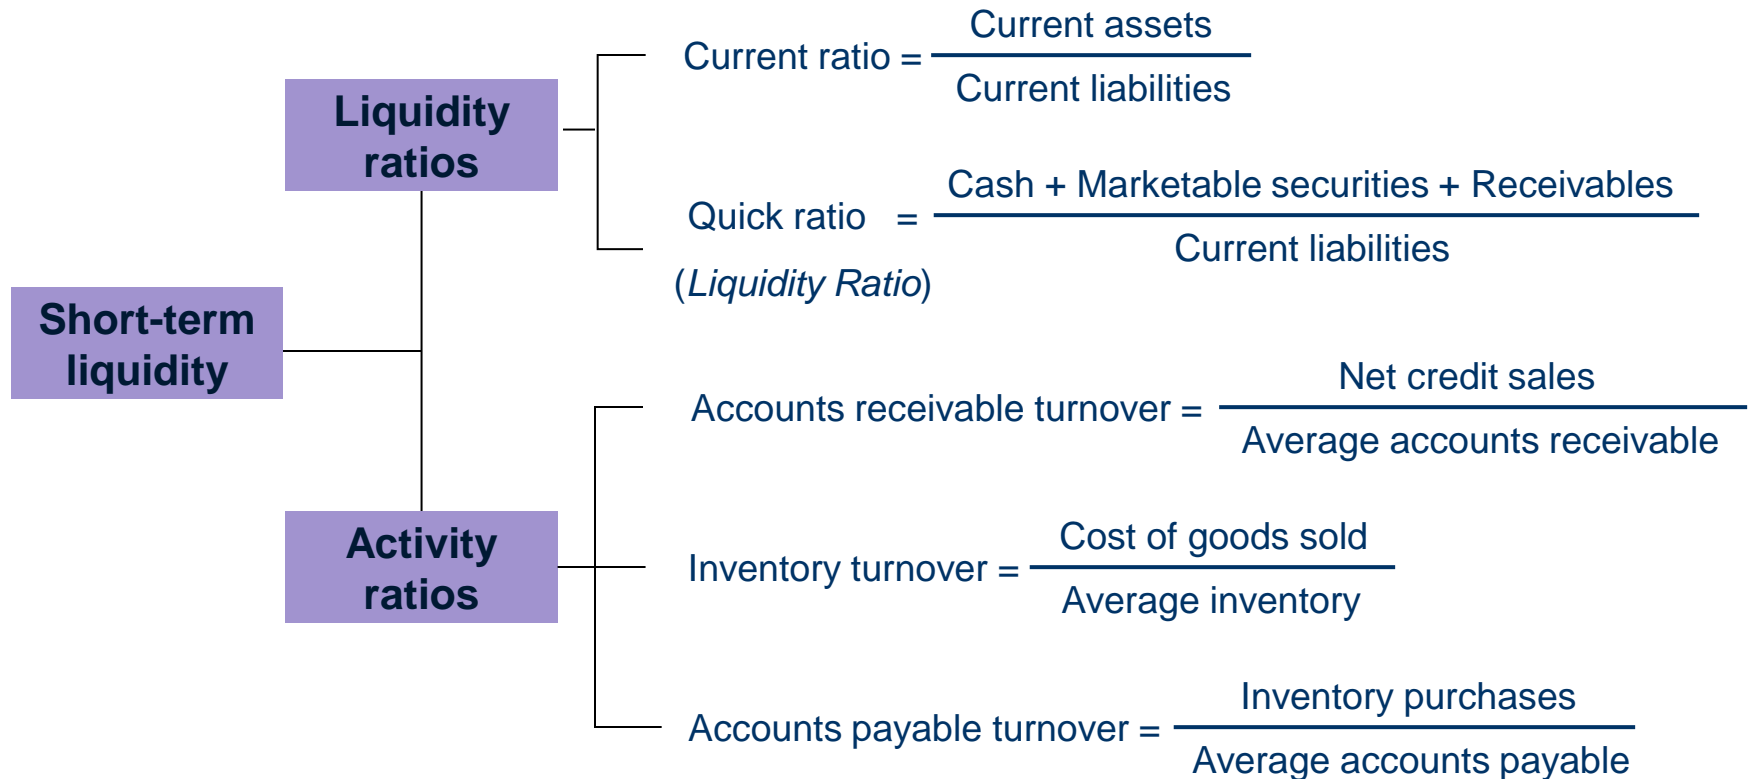 Short-term
liquidity
Liquidity
ratios
Current ratio =
Current assets
Current liabilities
Quick ratio =
(Liquidity Ratio)
Cash + Marketable securities + Receivables
Current liabilities
Activity
ratios
Accounts receivable turnover =
Net credit sales
Average accounts receivable
Inventory turnover =
Cost of goods sold
Average inventory
Accounts payable turnover =
Inventory purchases
Average accounts payable